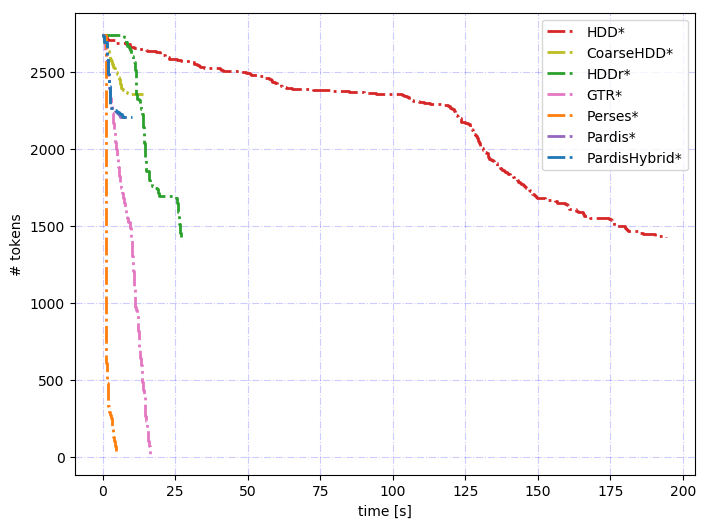 HDD*
CoarseHDD*
HDDr*
GTR*
Perses*
Pardis*
PardisHybrid*
2500
2000
1500
1000
500
0
# tokens
0 25 50 75 100 125 150 175 200
time [s]